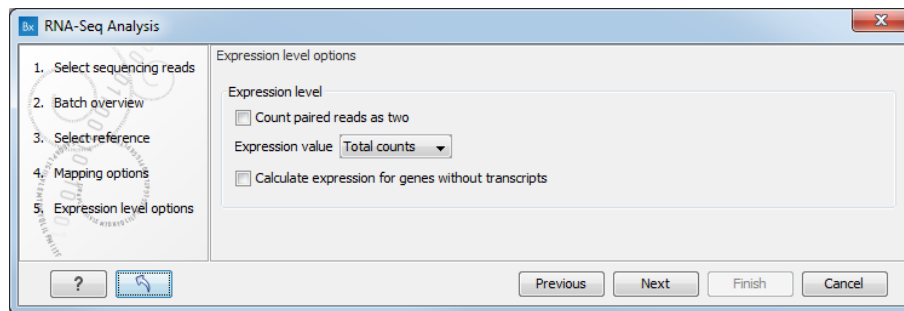 Bx RNA-Seq Analysis
1. Select sequencing reads
2. Batch overview
3. Select reference
4. Mapping options
5. Expression level options
Expression level options
Expression level
Count paired reads as two
Expression value Total counts
Calculate expression for genes without transcripts
?
Previous Next Finish Cancel